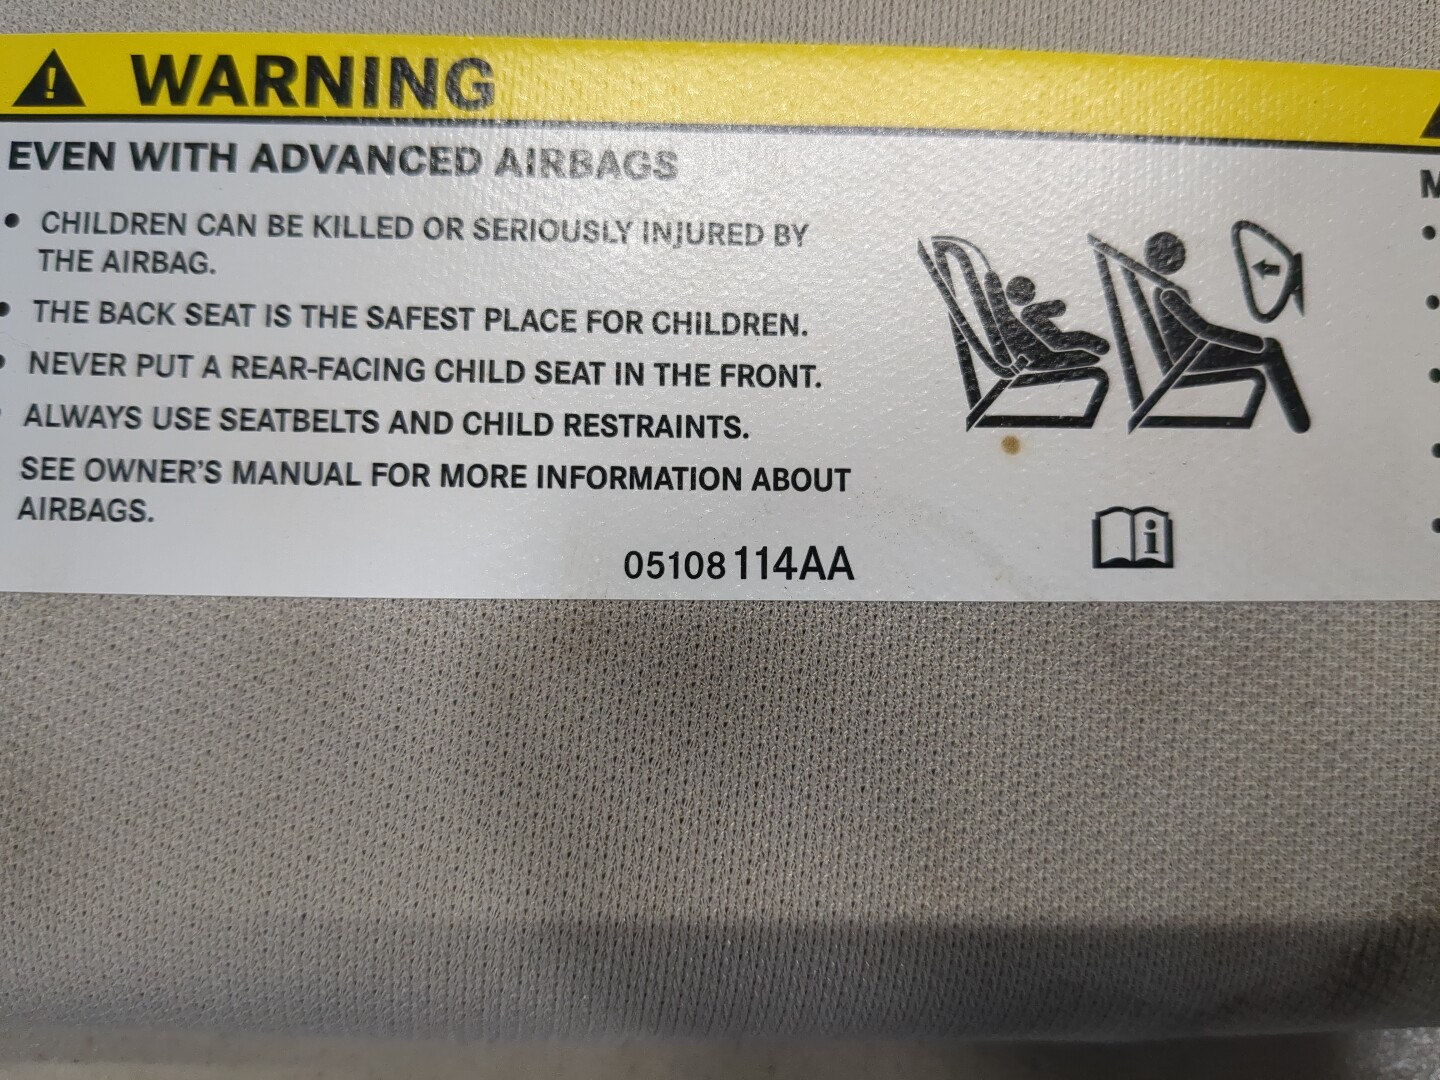 WARNING
EVEN WITH ADVANCED AIRBAGS
• CHILDREN CAN BE KILLED OR SERIOUSLY INJURED BY
THE AIRBAG.
• THE BACK SEAT IS THE SAFEST PLACE FOR CHILDREN.
• NEVER PUT A REAR-FACING CHILD SEAT IN THE FRONT.
• ALWAYS USE SEATBELTS AND CHILD RESTRAINTS.
SEE OWNER'S MANUAL FOR MORE INFORMATION ABOUT
AIRBAGS.
05108114AA